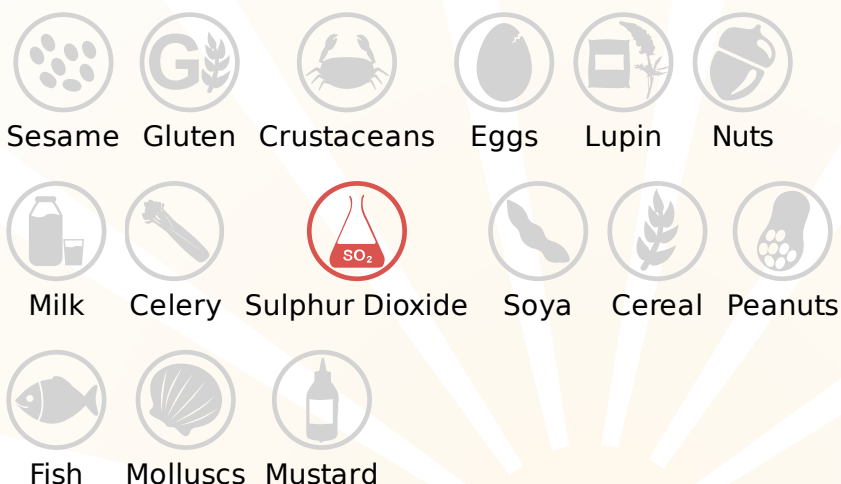 G
Sesame Gluten Crustaceans Eggs Lupin Nuts
SO₂
Milk Celery Sulphur Dioxide Soya Cereal Peanuts
Fish Molluscs Mustard